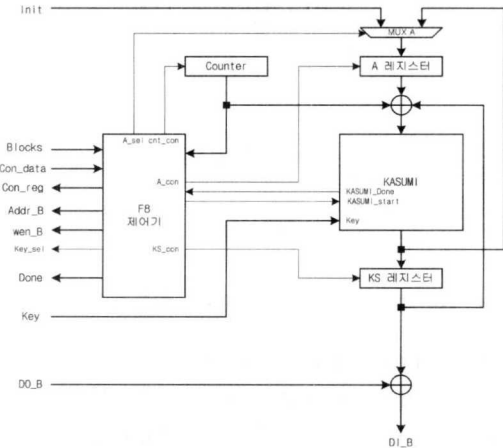 Init
MUX A
Counter
A 레지스터
A_sel cnt_con
Blocks
Con_data
Con_reg
Addr_B
wen_B
Key_sel
Done
Key
F8
제어기
A_con
KS_con
KASUMI
KASUMI_Done
KASUMI_start
Key
KS 레지스터
DO_B
DI_B